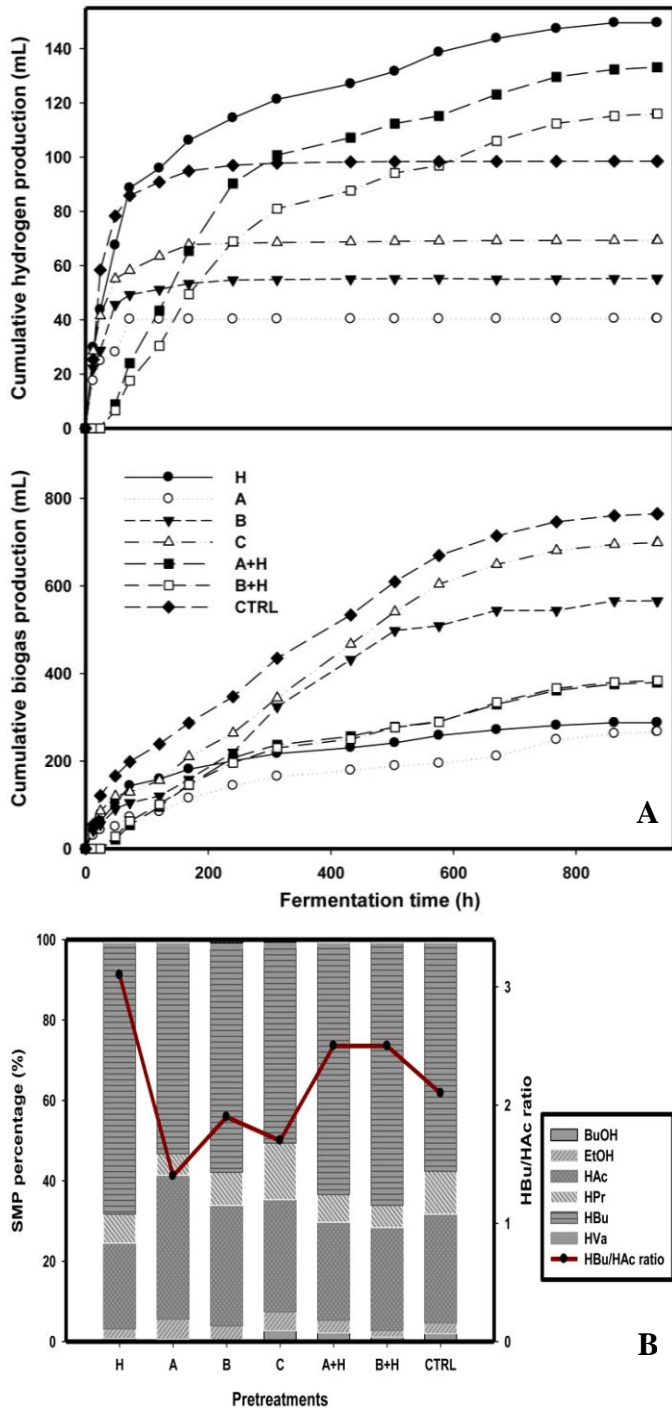 Cumulative hydrogen production (mL)
140
120
100
80
60
40
20
0
Cumulative biogas production (mL)
800
600
400
200
0
H
A
B
C
A+H
B+H
CTRL
0 200 400 600 800
Fermentation time (h)
A
SMP percentage (%)
100
80
60
40
20
0
HBu/HAc ratio
3
2
1
0
BuOH
EtOH
HAc
HPr
HBu
HVa
HBu/HAc ratio
H A B C A+H B+H CTRL
Pretreatments
B